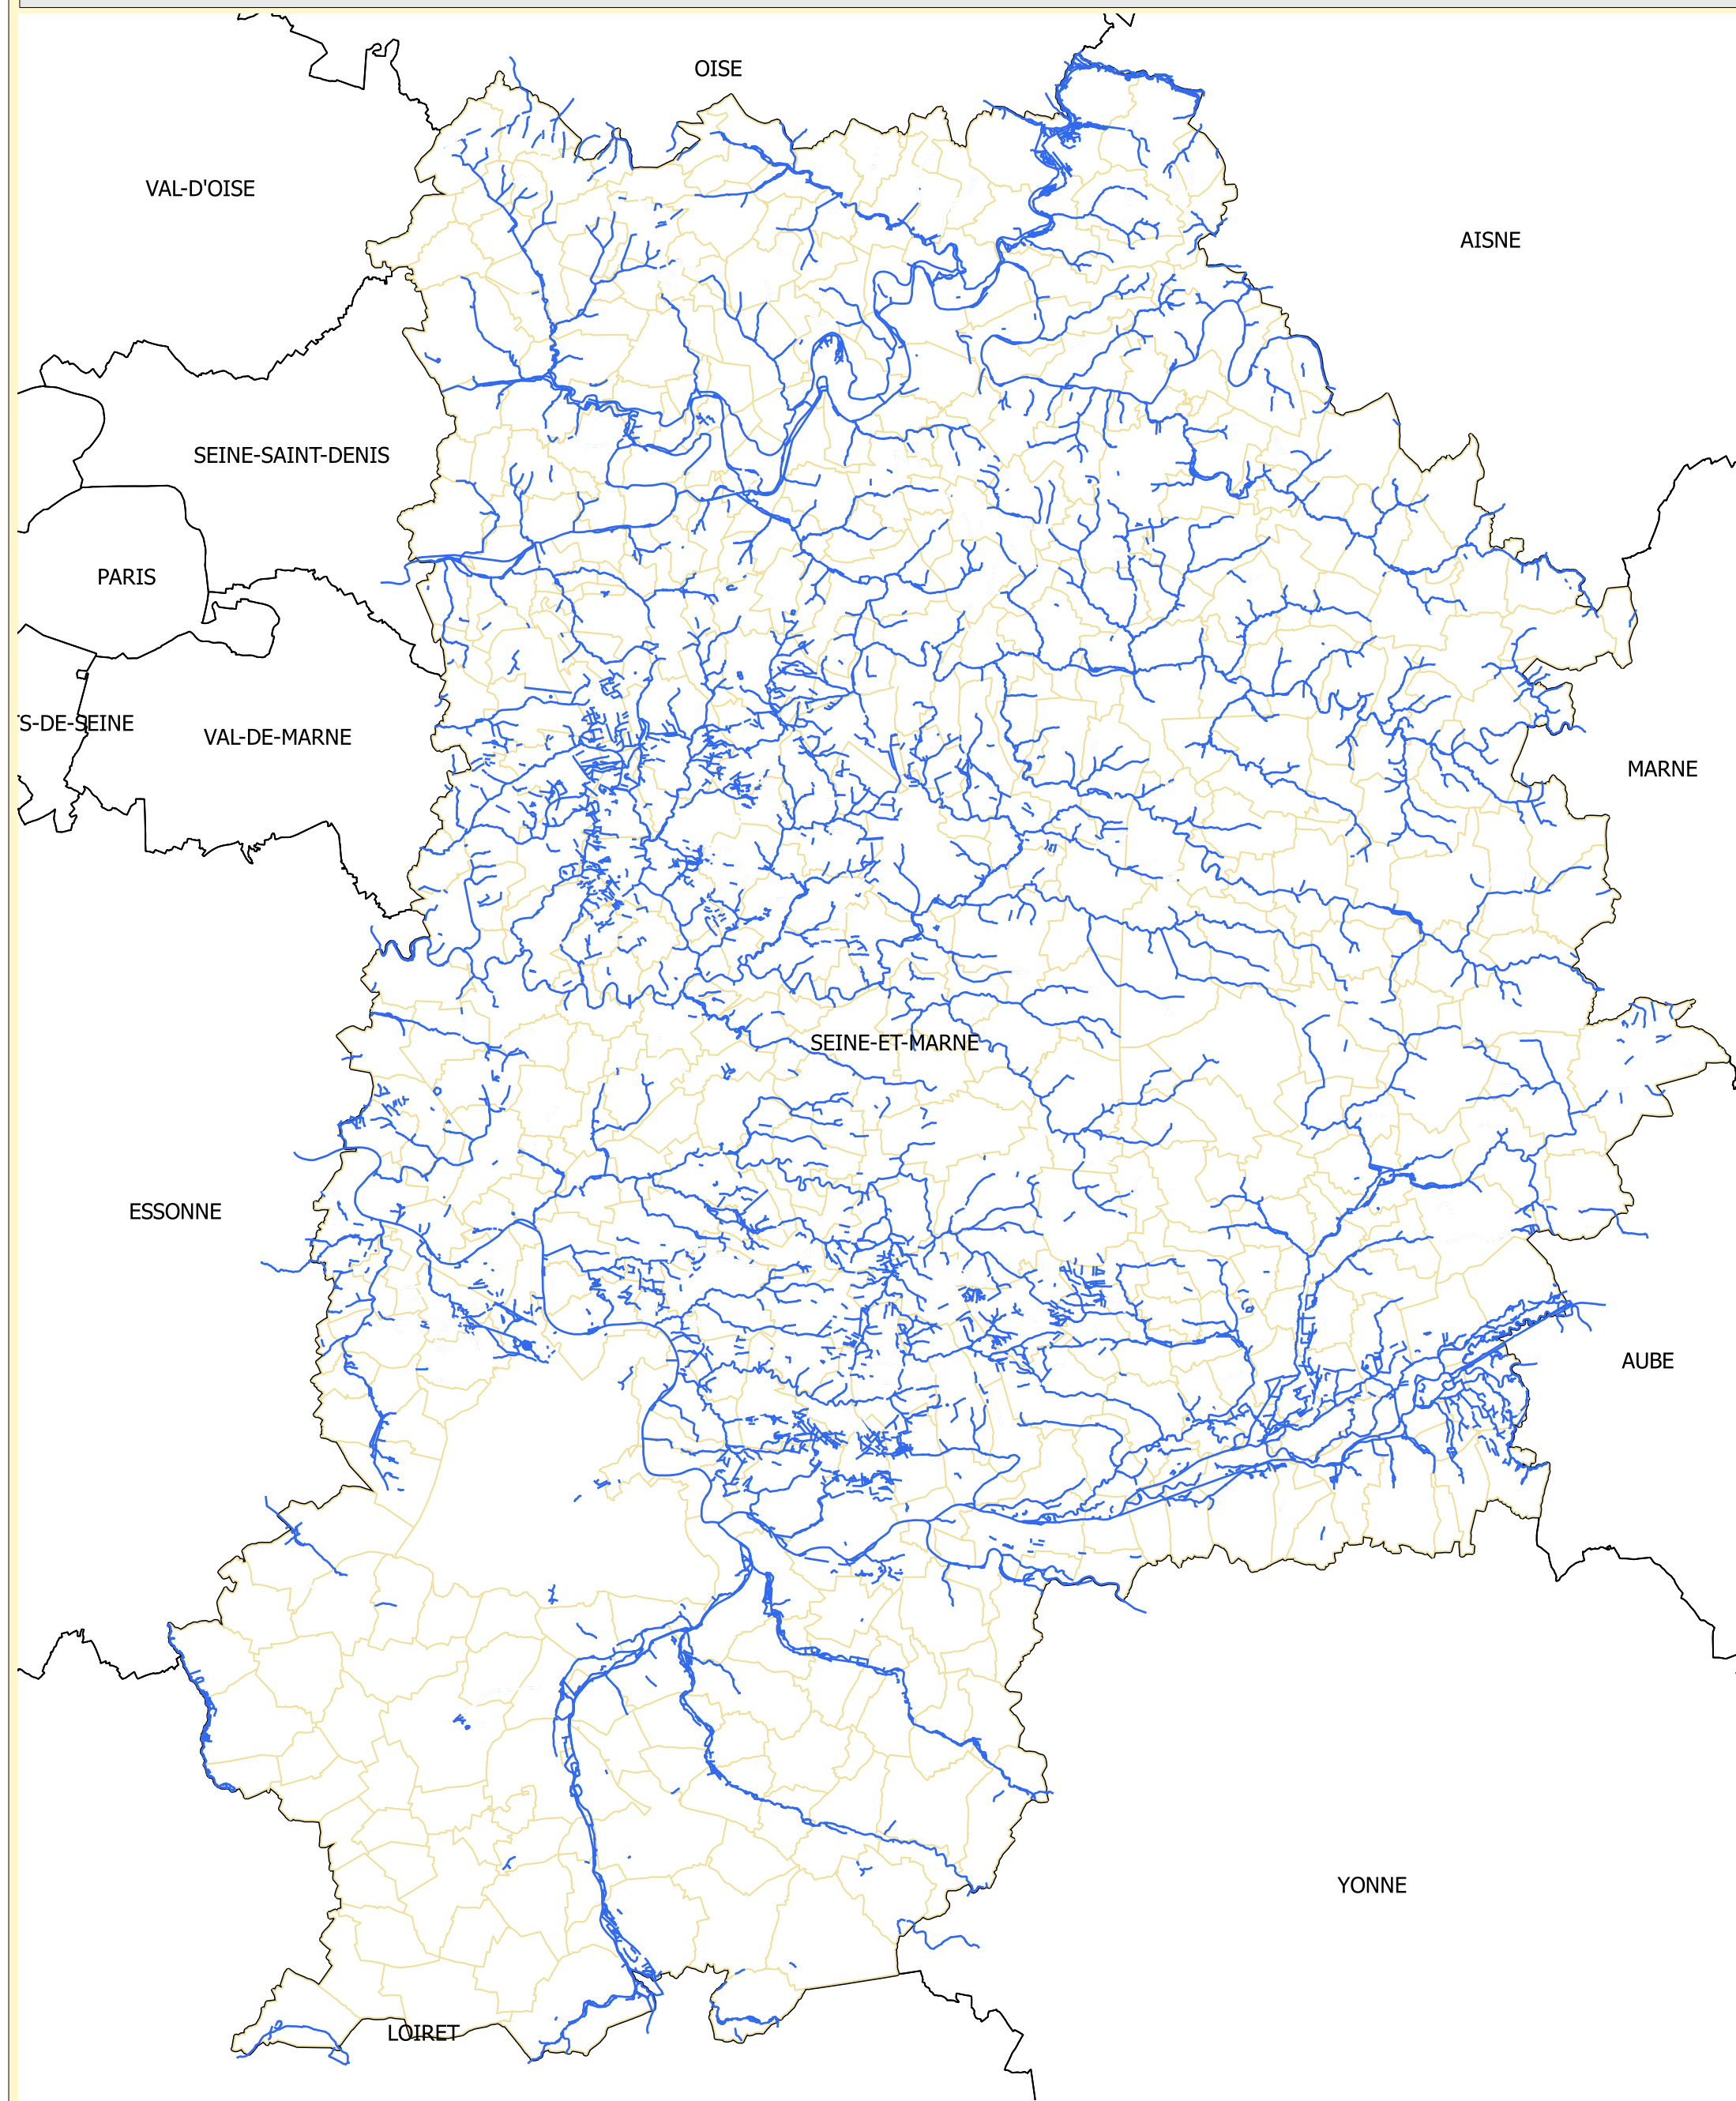 OISE
VAL-D'OISE
AISNE
SEINE-SAINT-DENIS
PARIS
TS-DE-SEINE
VAL-DE-MARNE
MARNE
SEINE-ET-MARNE
ESSONNE
AUBE
YONNE
LOIRET